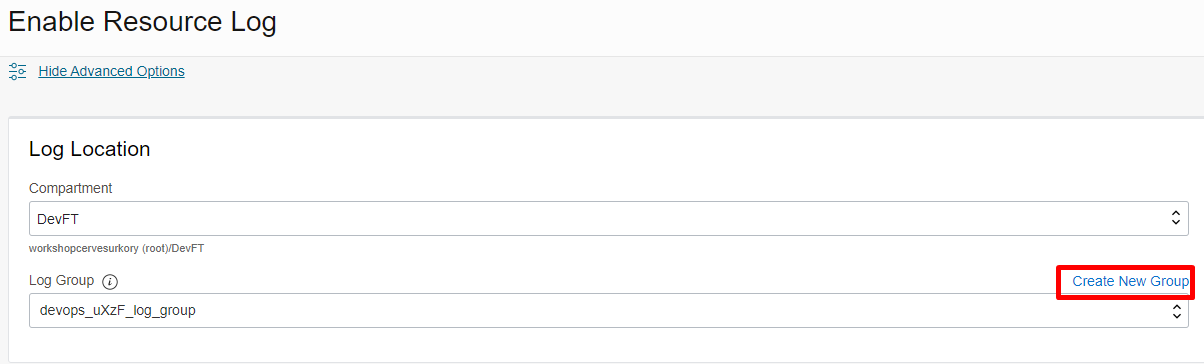 Enable Resource Log
Hide Advanced Options
Log Location
Compartment
DevFT
workshopcervesurkory (root)/DevFT
Log Group i
Create New Group
devops_uXzF_log_group